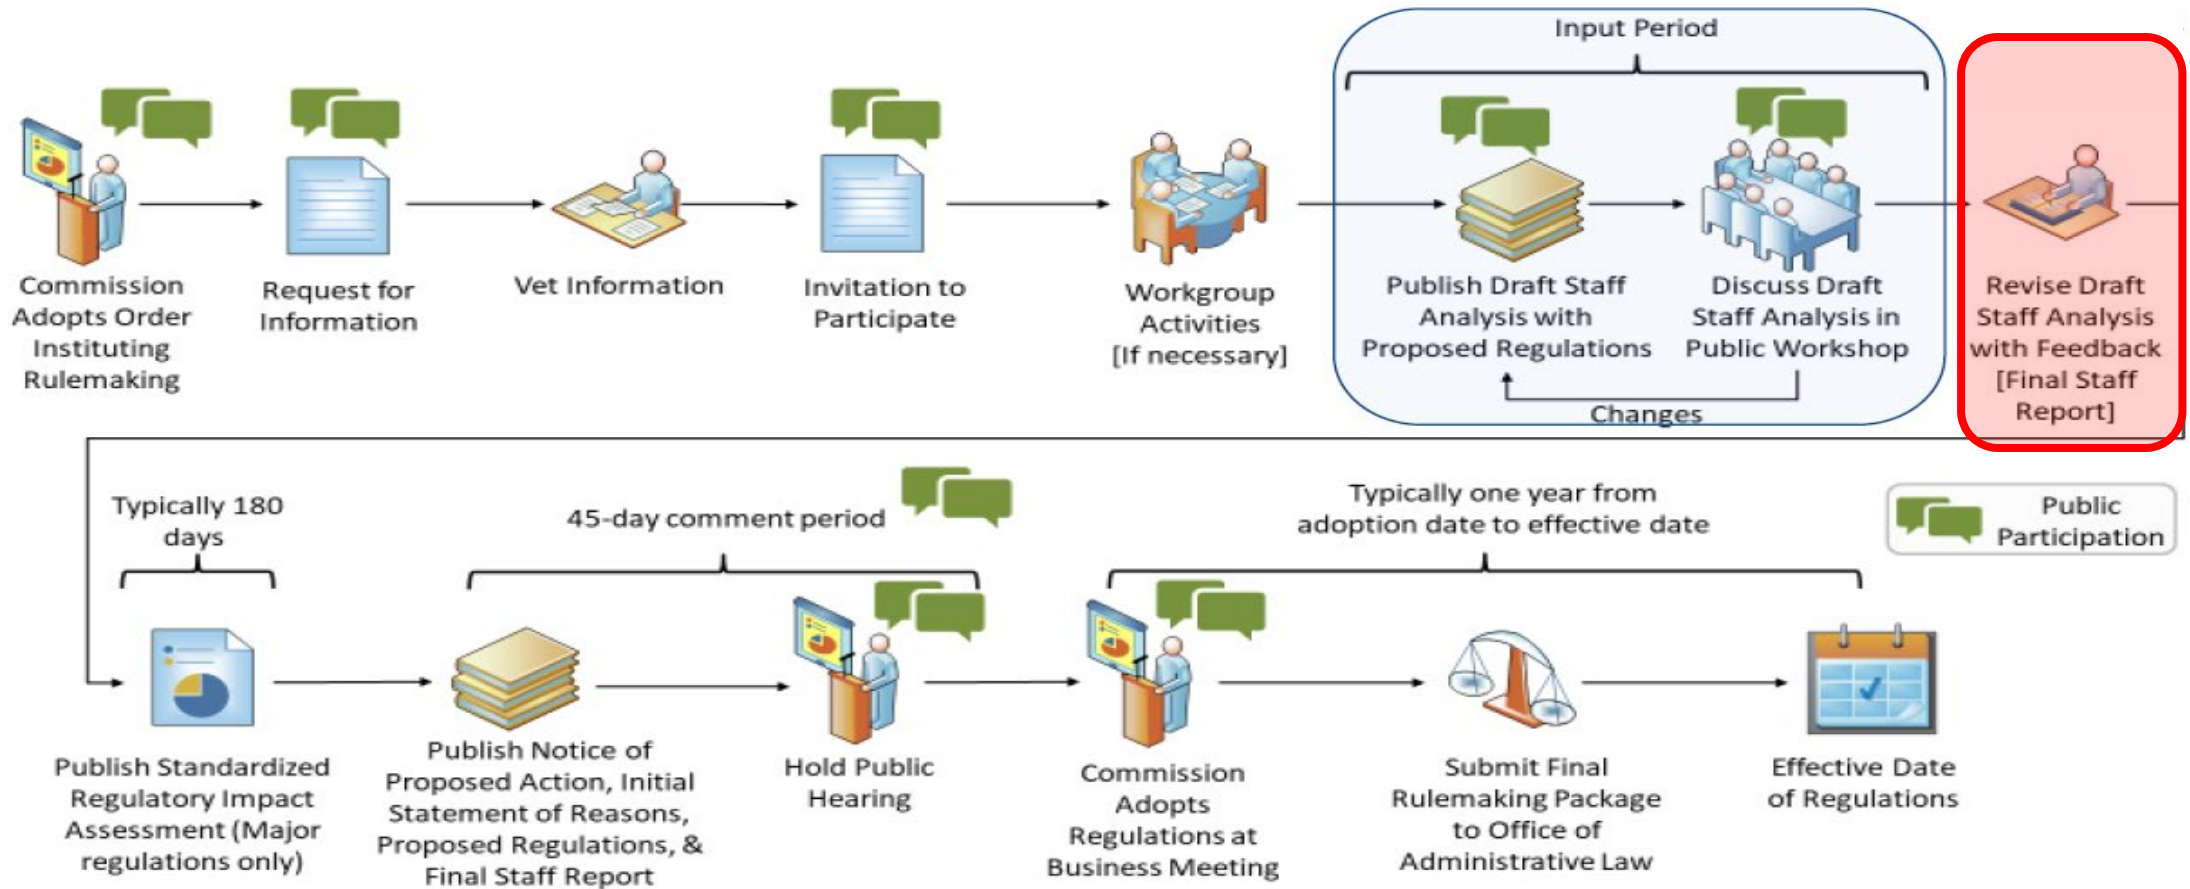 Input Period
Commission
Adopts Order
Instituting
Rulemaking
Request for
Information
Vet Information
Invitation to
Participate
Workgroup
Activities
[If necessary]
Publish Draft Staff
Analysis with
Proposed Regulations
Discuss Draft
Staff Analysis in
Public Workshop
Changes
Revise Draft
Staff Analysis
with Feedback
[Final Staff
Report]
Typically 180
days
45-day comment period
Typically one year from
adoption date to effective date
Public
Participation
Publish Standardized
Regulatory Impact
Assessment (Major
regulations only)
Publish Notice of
Proposed Action, Initial
Statement of Reasons,
Proposed Regulations, &
Final Staff Report
Hold Public
Hearing
Commission
Adopts
Regulations at
Business Meeting
Submit Final
Rulemaking Package
to Office of
Administrative Law
Effective Date
of Regulations